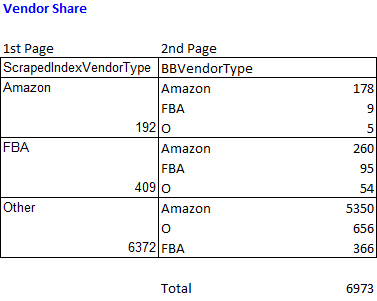 Vendor Share
1st Page 2nd Page
ScrapedIndexVendorType BBVendorType
Amazon Amazon 178
FBA 9
192 O 5
FBA Amazon 260
FBA 95
409 O 54
Other Amazon 5350
O 656
6372 FBA 366
Total 6973